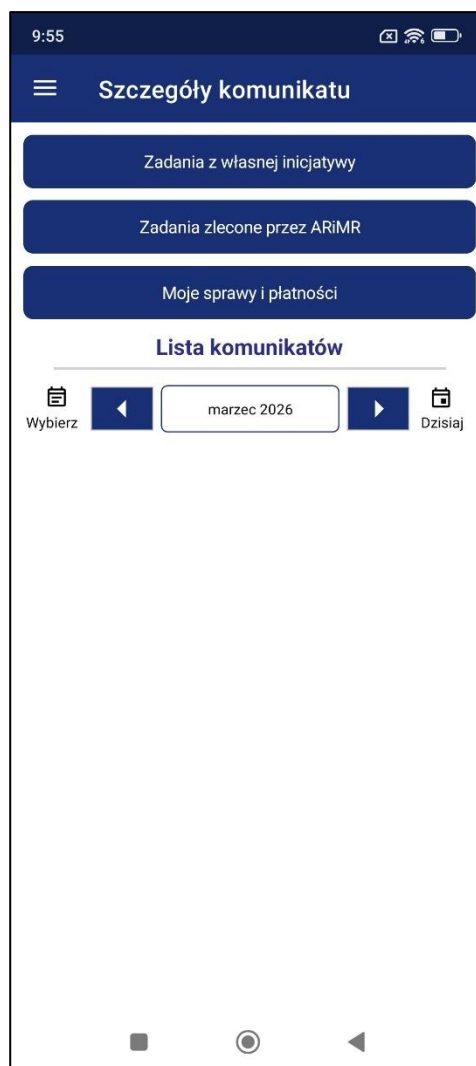 9:55
Szczegóły komunikatu
Zadania z własnej inicjatywy
Zadania zlecone przez ARiMR
Moje sprawy i płatności
Lista komunikatów
Wybierz marzec 2026 Dzisiaj